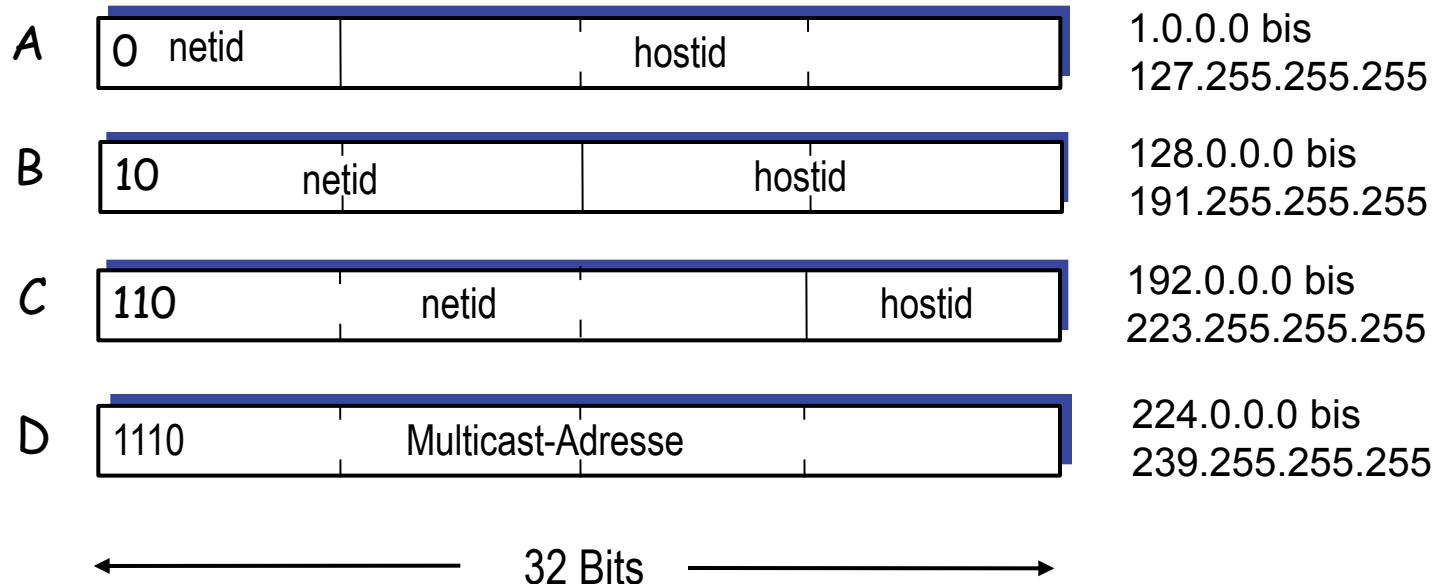 A 0 netid hostid 1.0.0.0 bis
127.255.255.255
B 10 netid hostid 128.0.0.0 bis
191.255.255.255
C 110 netid hostid 192.0.0.0 bis
223.255.255.255
D 1110 Multicast-Adresse 224.0.0.0 bis
239.255.255.255
32 Bits